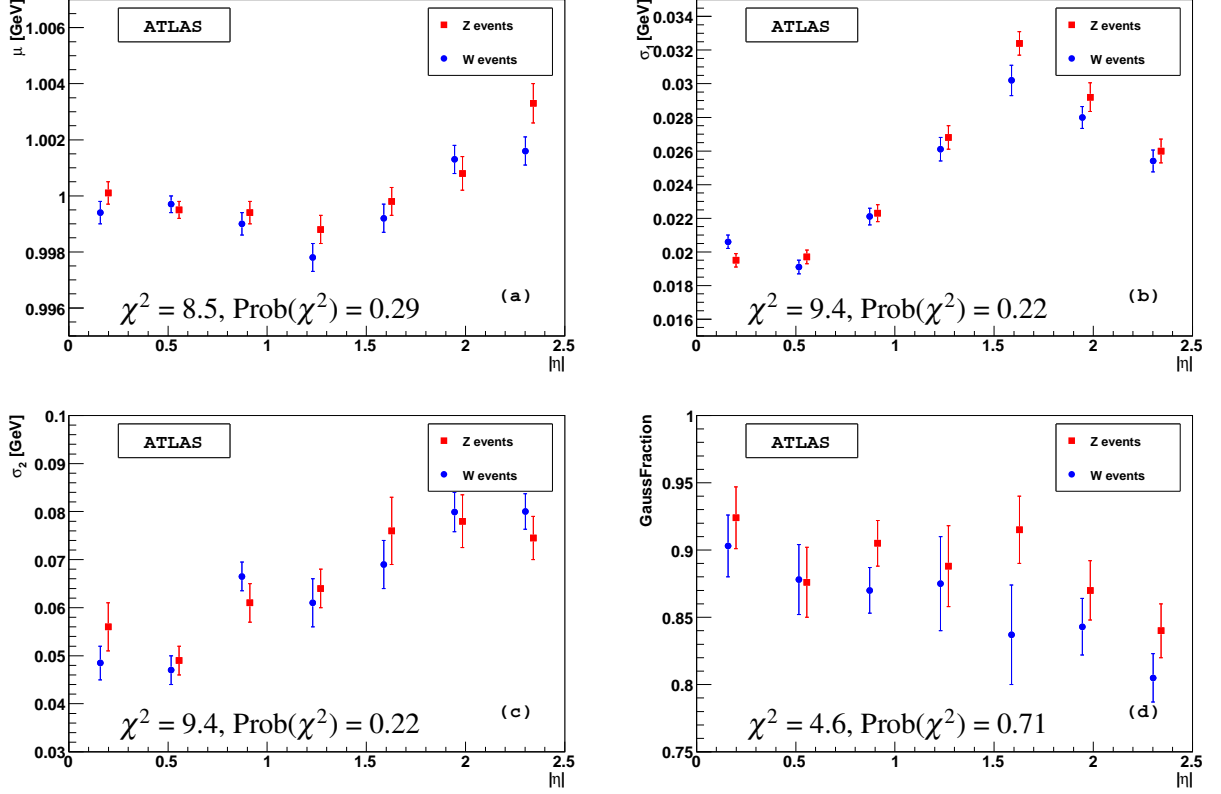 μ [GeV]
1.006
1.004
1.002
1
0.998
0.996
ATLAS
Z events
W events
χ² = 8.5, Prob(χ²) = 0.29
(a)
0 0.5 1 1.5 2 2.5
|η|
σ₁ [GeV]
0.034
0.032
0.03
0.028
0.026
0.024
0.022
0.02
0.018
0.016
ATLAS
Z events
W events
χ² = 9.4, Prob(χ²) = 0.22
(b)
0 0.5 1 1.5 2 2.5
|η|
σ₂ [GeV]
0.1
0.09
0.08
0.07
0.06
0.05
0.04
0.03
ATLAS
Z events
W events
χ² = 9.4, Prob(χ²) = 0.22
(c)
0 0.5 1 1.5 2 2.5
|η|
GaussFraction
1
0.95
0.9
0.85
0.8
0.75
ATLAS
Z events
W events
χ² = 4.6, Prob(χ²) = 0.71
(d)
0 0.5 1 1.5 2 2.5
|η|